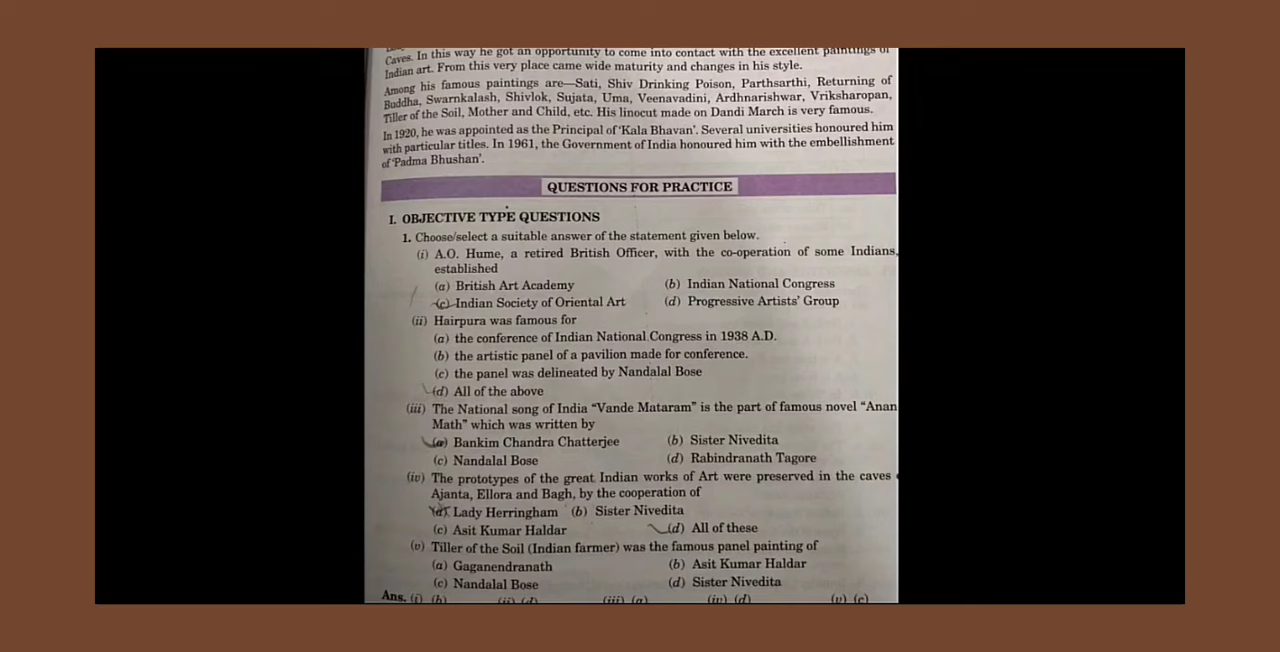 Caves. In this way he got an opportunity to come into contact with the excellent paintings of
Indian art. From this very place came wide maturity and changes in his style.
Among his famous paintings are—Sati, Shiv Drinking Poison, Parthsarthi, Returning of
Buddha, Swarnkalash, Shivlok, Sujata, Uma, Veenavadini, Ardhnarishwar, Vriksharopan,
Tiller of the Soil, Mother and Child, etc. His linocut made on Dandi March is very famous.
In 1920, he was appointed as the Principal of 'Kala Bhavan'. Several universities honoured him
with particular titles. In 1961, the Government of India honoured him with the embellishment
of 'Padma Bhushan'.
QUESTIONS FOR PRACTICE
I. OBJECTIVE TYPE QUESTIONS
1. Choose/select a suitable answer of the statement given below.
(i) A.O. Hume, a retired British Officer, with the co-operation of some Indians,
established
(a) British Art Academy (b) Indian National Congress
(c) Indian Society of Oriental Art (d) Progressive Artists' Group
(ii) Hairpura was famous for
(a) the conference of Indian National Congress in 1938 A.D.
(b) the artistic panel of a pavilion made for conference.
(c) the panel was delineated by Nandalal Bose
(d) All of the above
(iii) The National song of India "Vande Mataram" is the part of famous novel "Anan
Math" which was written by
(a) Bankim Chandra Chatterjee (b) Sister Nivedita
(c) Nandalal Bose (d) Rabindranath Tagore
(iv) The prototypes of the great Indian works of Art were preserved in the caves
Ajanta, Ellora and Bagh, by the cooperation of
(a) Lady Herringham (b) Sister Nivedita
(c) Asit Kumar Haldar (d) All of these
(v) Tiller of the Soil (Indian farmer) was the famous panel painting of
(a) Gaganendranath (b) Asit Kumar Haldar
(c) Nandalal Bose (d) Sister Nivedita
Ans. (i) (b) (ii) (d) (iii) (a) (iv) (d) (v) (c)